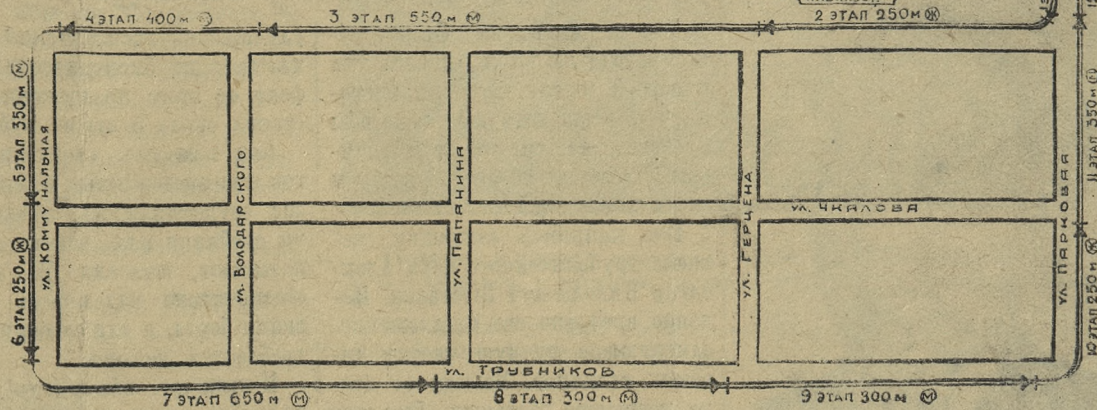 4 ЭТАП 400 м М
3 ЭТАП 550 м М
2 ЭТАП 250 м Ж
5 ЭТАП 350 м М
УЛ. КОММУНАЛЬНАЯ
УЛ. ВОЛОДАРСКОГО
УЛ. ПАПАНИНА
УЛ. ГЕРЦЕНА
УЛ. ЧКАЛОВА
УЛ. ПАРКОВАЯ
11 ЭТАП 350 м М
6 ЭТАП 250 м Ж
10 ЭТАП 250 м Ж
УЛ. ТРУБНИКОВ
7 ЭТАП 650 м М
8 ЭТАП 300 м М
9 ЭТАП 300 м М